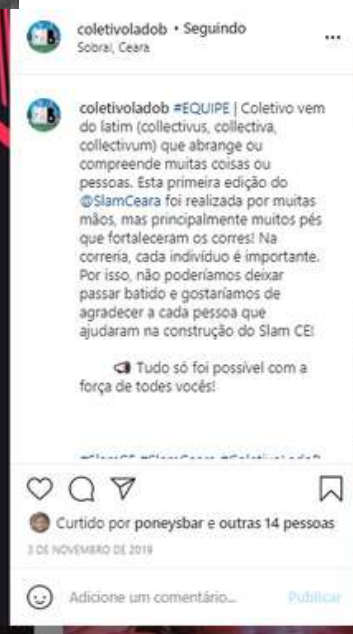 coletivoladob • Seguindo
Sobral, Ceara
coletivoladob #EQUIPE | Coletivo vem
do latim (collectivus, collectiva,
collectivum) que abrange ou
compreende muitas coisas ou
pessoas. Esta primeira edição do
@SlamCeara foi realizada por muitas
mãos, mas principalmente muitos pés
que fortaleceram os corres! Na
correria, cada indivíduo é importante.
Por isso, não poderíamos deixar
passar batido e gostaríamos de
agradecer a cada pessoa que
ajudaram na construção do Slam CE!
Tudo só foi possível com a
força de todes vocês!
Curtido por poneysbar e outras 14 pessoas
3 DE NOVEMBRO DE 2019
Adicione um comentário...
Publicar